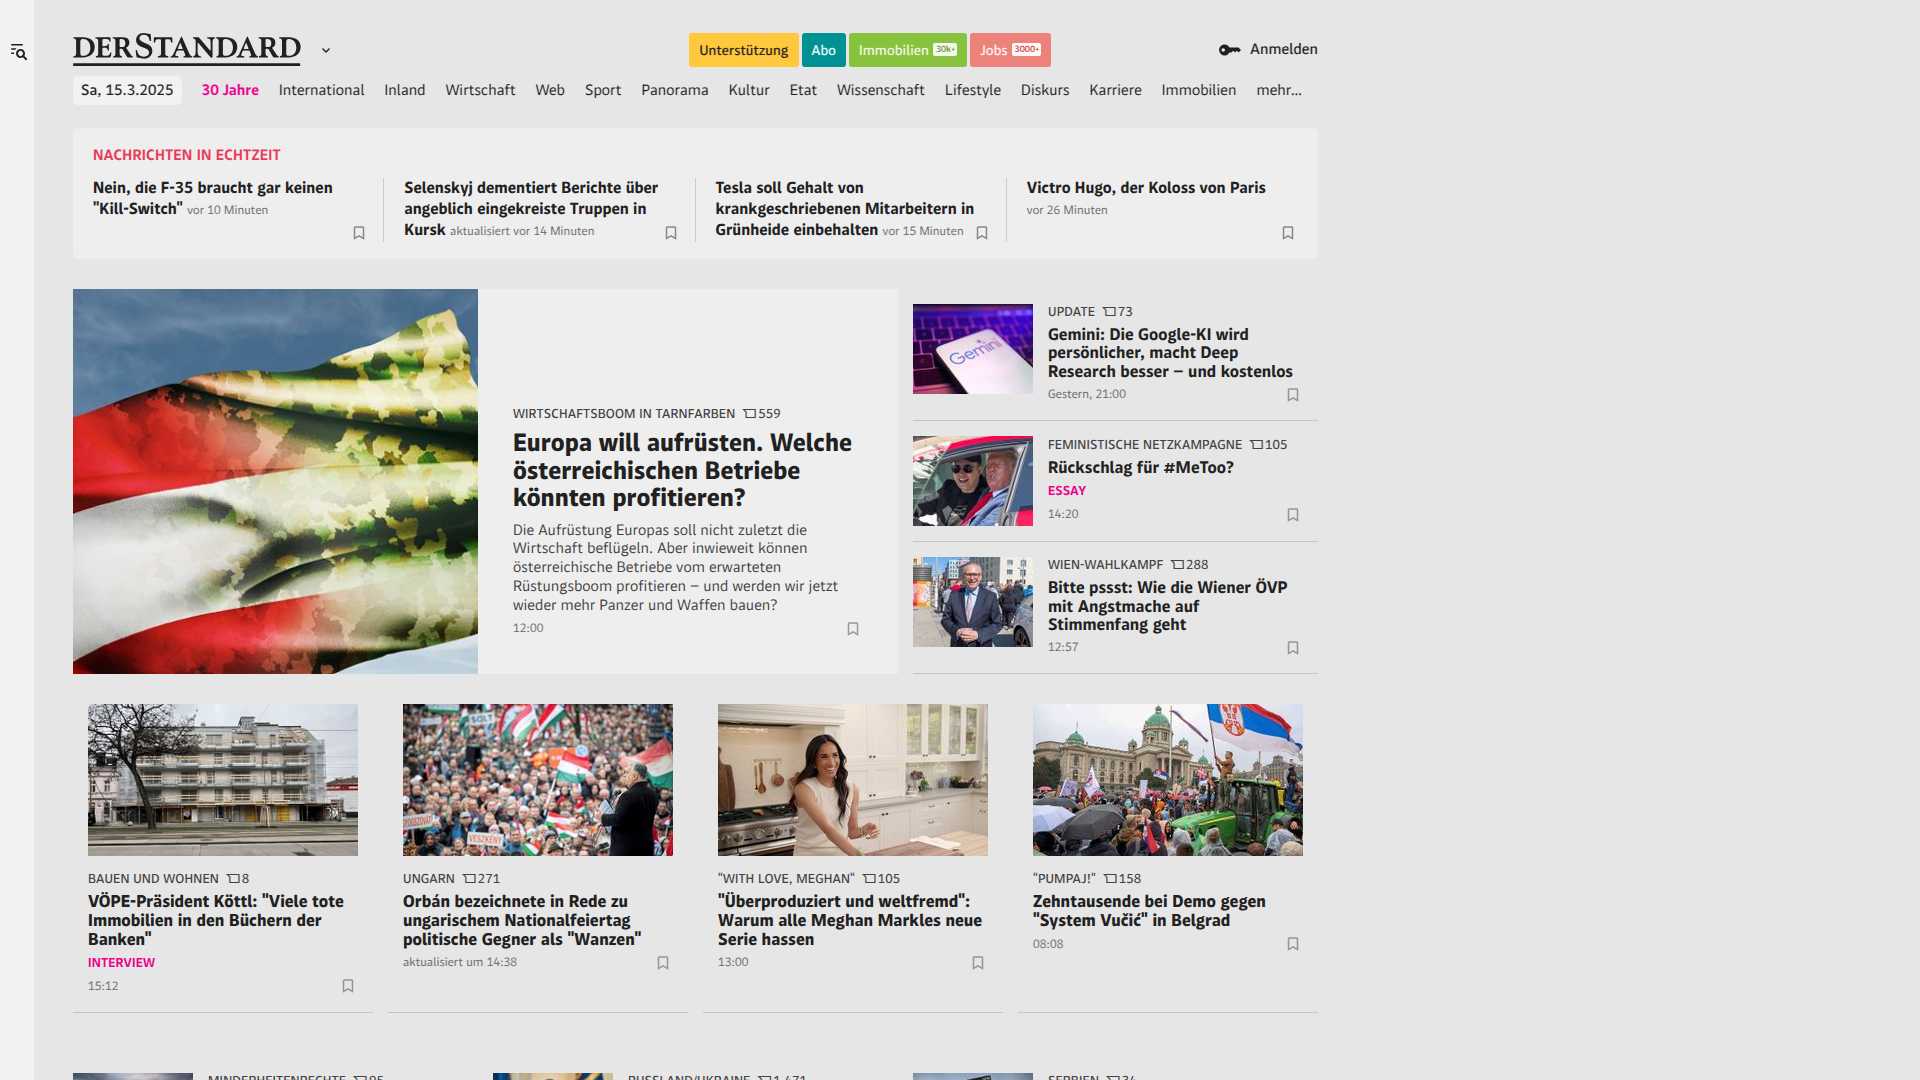 DERSTANDARD
Unterstützung
Abo
Immobilien 30k+
Jobs 3000+
Anmelden
Sa, 15.3.2025
30 Jahre
International
Inland
Wirtschaft
Web
Sport
Panorama
Kultur
Etat
Wissenschaft
Lifestyle
Diskurs
Karriere
Immobilien
mehr...
NACHRICHTEN IN ECHTZEIT
Nein, die F-35 braucht gar keinen
"Kill-Switch" vor 10 Minuten
Selenskyj dementiert Berichte über
angeblich eingekreiste Truppen in
Kursk aktualisiert vor 14 Minuten
Tesla soll Gehalt von
krankgeschriebenen Mitarbeitern in
Grünheide einbehalten vor 15 Minuten
Victro Hugo, der Koloss von Paris
vor 26 Minuten
WIRTSCHAFTSBOOM IN TARNFARBEN 559
Europa will aufrüsten. Welche
österreichischen Betriebe
könnten profitieren?
Die Aufrüstung Europas soll nicht zuletzt die
Wirtschaft beflügeln. Aber inwieweit können
österreichische Betriebe vom erwarteten
Rüstungsboom profitieren – und werden wir jetzt
wieder mehr Panzer und Waffen bauen?
12:00
Gemini
UPDATE 73
Gemini: Die Google-KI wird
persönlicher, macht Deep
Research besser – und kostenlos
Gestern, 21:00
FEMINISTISCHE NETZKAMPAGNE 105
Rückschlag für #MeToo?
ESSAY
14:20
WIEN-WAHLKAMPF 288
Bitte pssst: Wie die Wiener ÖVP
mit Angstmache auf
Stimmenfang geht
12:57
BAUEN UND WOHNEN 8
VÖPE-Präsident Köttl: "Viele tote
Immobilien in den Büchern der
Banken"
INTERVIEW
15:12
SOLT
VESZKÉNY
UNGARN 271
Orbán bezeichnete in Rede zu
ungarischem Nationalfeiertag
politische Gegner als "Wanzen"
aktualisiert um 14:38
"WITH LOVE, MEGHAN" 105
"Überproduziert und weltfremd":
Warum alle Meghan Markles neue
Serie hassen
13:00
"PUMPAJ!" 158
Zehntausende bei Demo gegen
"System Vučić" in Belgrad
08:08
MINDERHEITENRECHTE 95
RUSSLAND/UKRAINE 1.471
SERBIEN 34